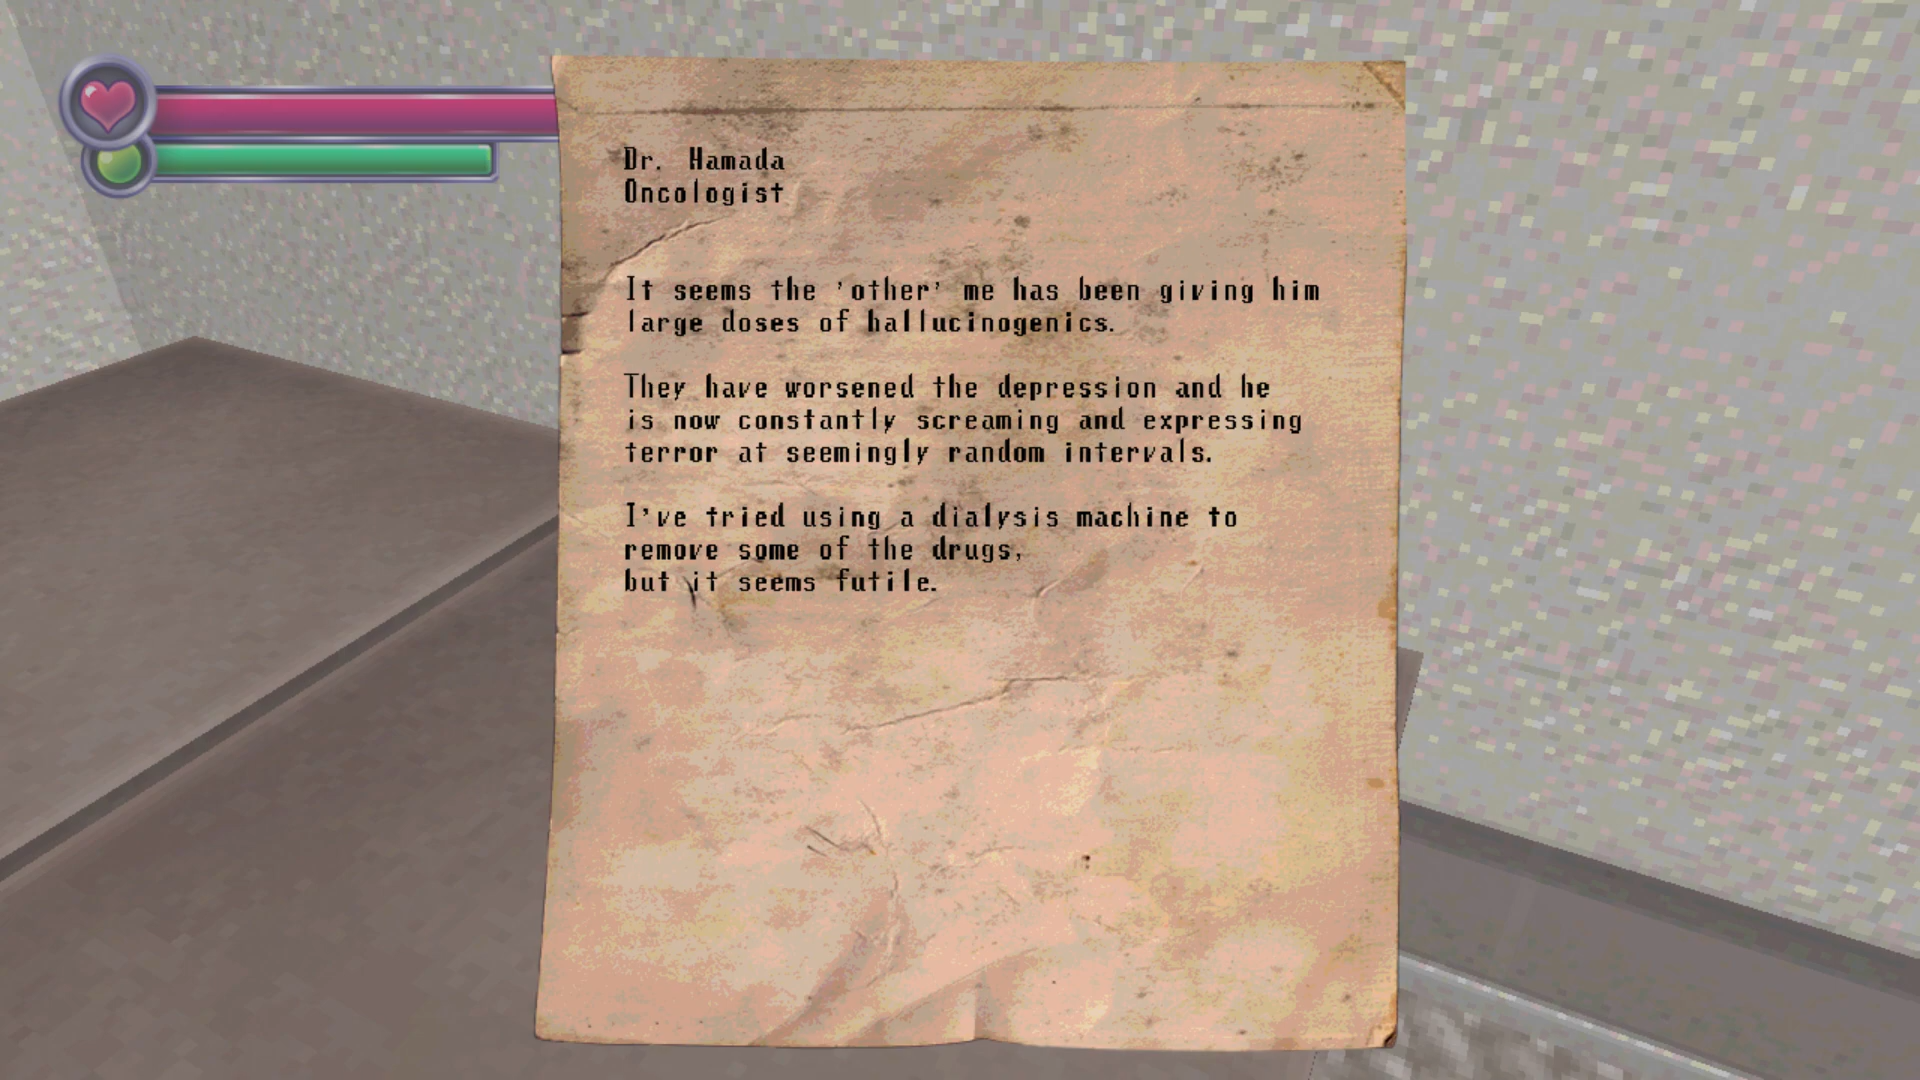 Dr. Hamada
Oncologist
It seems the 'other' me has been giving him
large doses of hallucinogenics.
They have worsened the depression and he
is now constantly screaming and expressing
terror at seemingly random intervals.
I've tried using a dialysis machine to
remove some of the drugs,
but it seems futile.